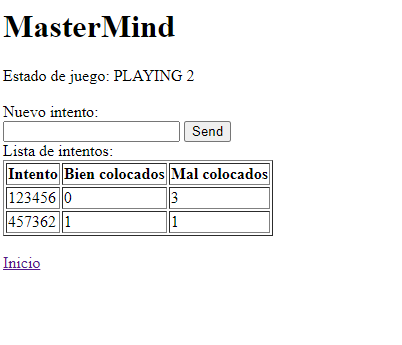 MasterMind
Estado de juego: PLAYING 2
Nuevo intento:
Send
Lista de intentos:
Intento Bien colocados Mal colocados
123456 0 3
457362 1 1
Inicio